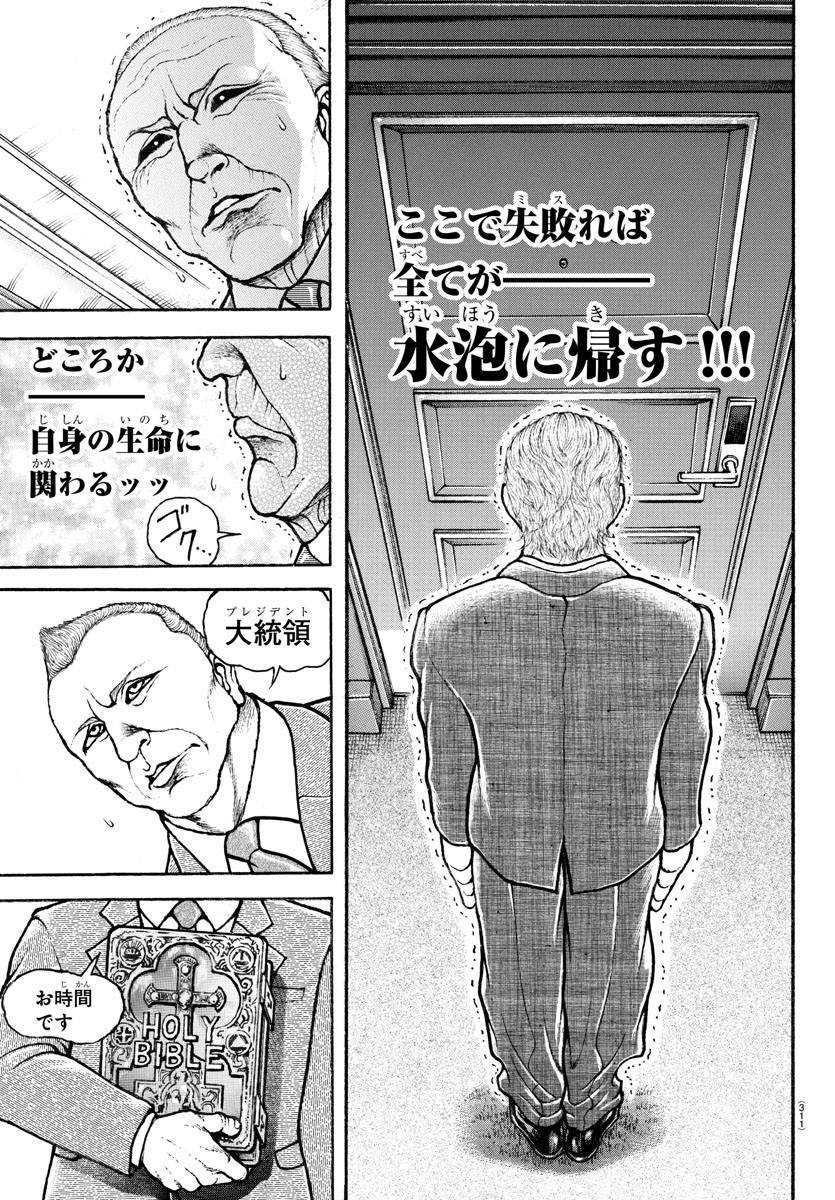 ここで失敗れば
全てが――
水泡に帰す!!!
どころか
――
自身の生命に
関わるッッ
ゴク…
大統領
お時間
です
HOLY
BIBLE
(311)